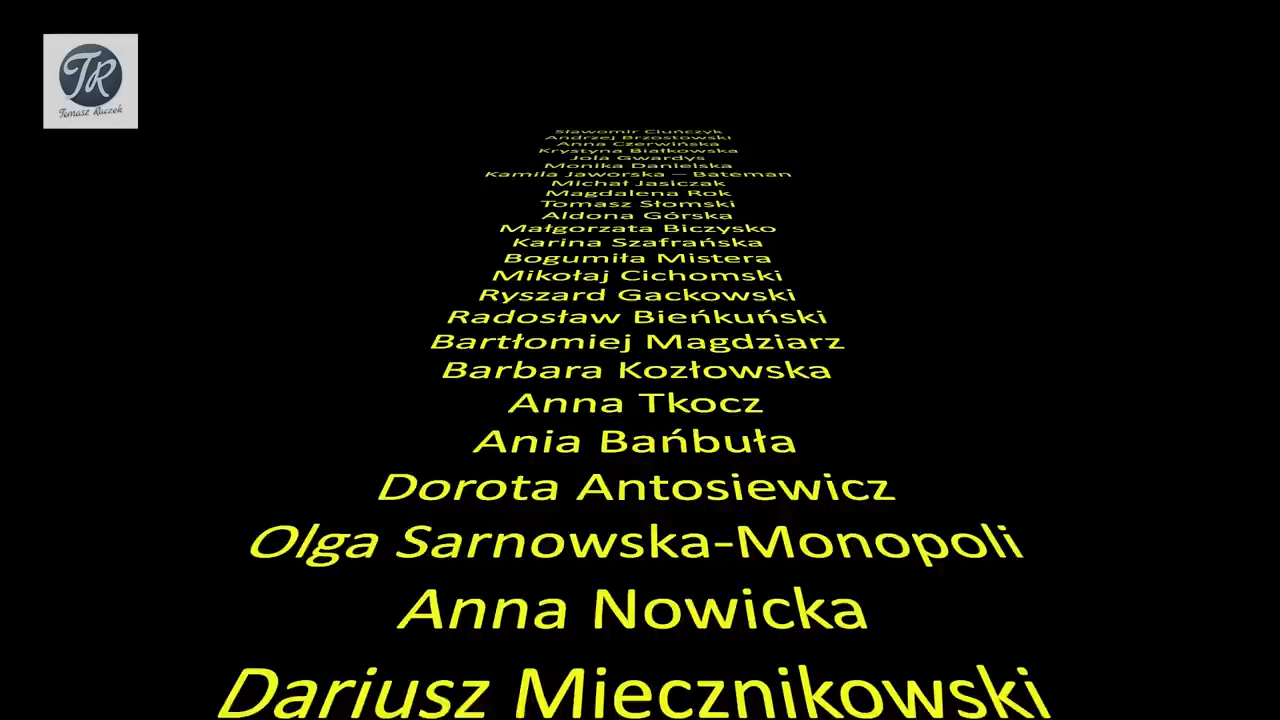 TR
Tomasz Raczek
Sławomir Ciuńczyk
Andrzej Brzostowski
Anna Czerwińska
Krystyna Białkowska
Jola Gwardys
Monika Danielska
Kamila Jaworska – Bateman
Michał Jasiczak
Magdalena Rok
Tomasz Słomski
Aldona Górska
Małgorzata Biczysko
Karina Szafrańska
Bogumiła Mistera
Mikołaj Cichomski
Ryszard Gackowski
Radosław Bieńkuński
Bartłomiej Magdziarz
Barbara Kozłowska
Anna Tkocz
Ania Bańbuła
Dorota Antosiewicz
Olga Sarnowska-Monopoli
Anna Nowicka
Dariusz Miecznikowski